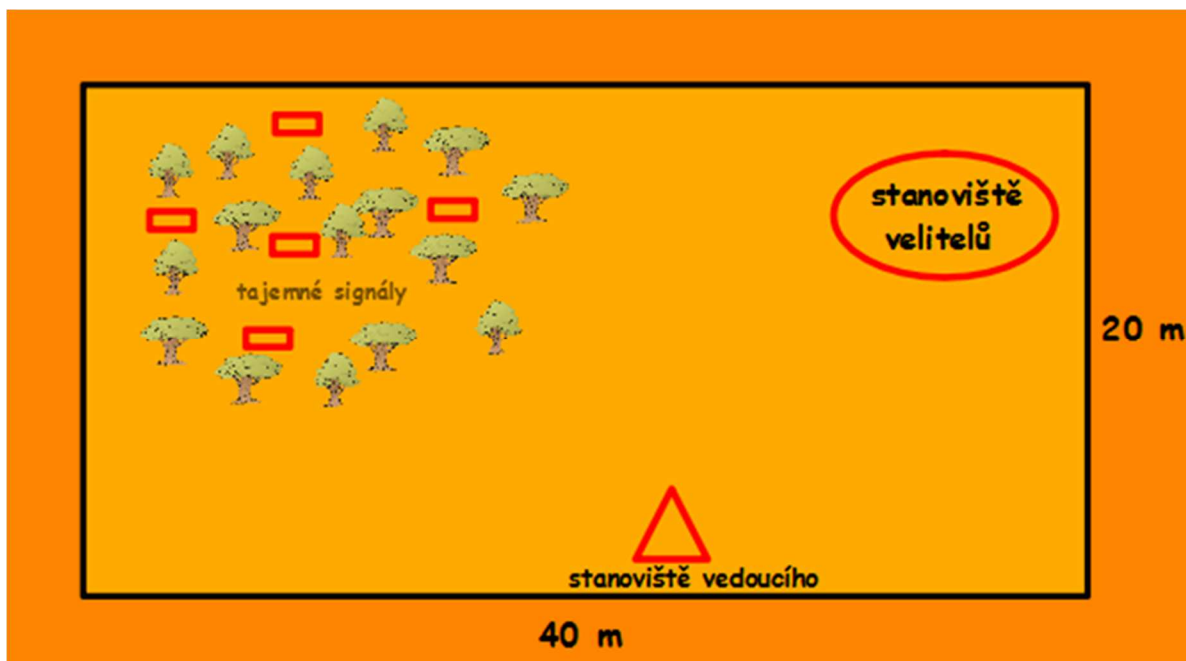 stanoviště
velitelů
tajemné signály
20 m
stanoviště vedoucího
40 m